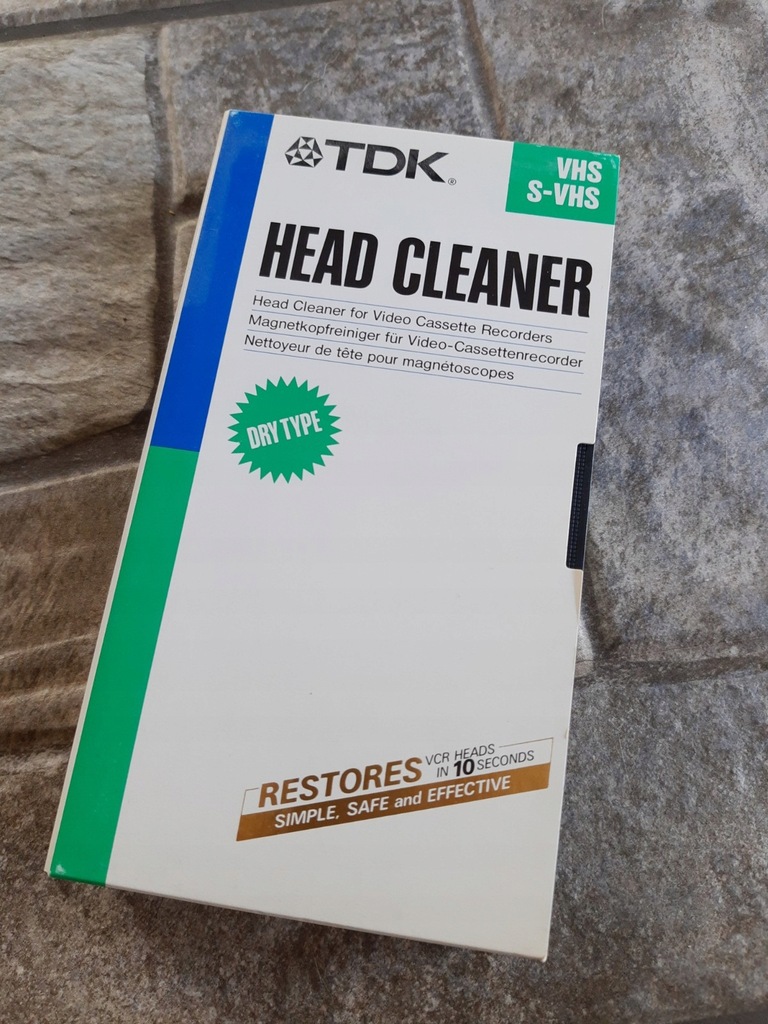 TDK®
VHS
S-VHS
HEAD CLEANER
Head Cleaner for Video Cassette Recorders
Magnetkopfreiniger für Video-Cassettenrecorder
Nettoyeur de tête pour magnétoscopes
DRY TYPE
RESTORES VCR HEADS
IN 10 SECONDS
SIMPLE, SAFE and EFFECTIVE